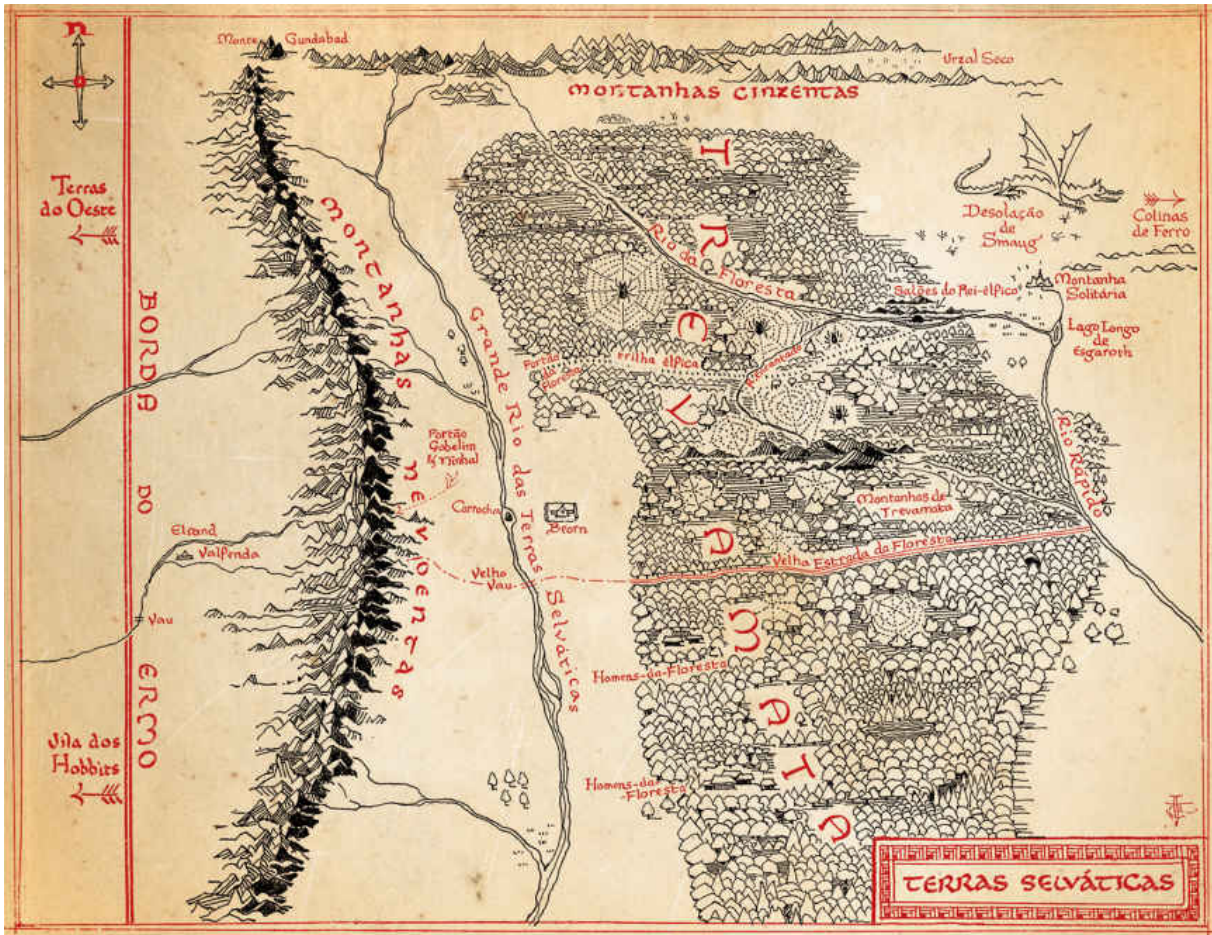 n
Monte Gundabad
Urzal Seco
MONTANHAS CINZENTAS
Terras
do Oeste
Desolação
de
Smaug
Colinas
de Ferro
MONTANHAS NEVOENTAS
TREVAMATA
Rio da Floresta
Salões do Rei-élfico
Montanha
Solitária
Lago Longo
de
Esgaroth
BORDA DO ERMO
Grande Rio das Terras Selváticas
Portão
da
Floresta
Trilha élfica
R. Encantado
Rio Rápido
Portão
Gobelim
Carrocha
Beorn
Montanhas de
Trevamata
Elrond
Valfenda
Velho
Vau
Velha Estrada da Floresta
Vau
Homens-da-Floresta
Vila dos
Hobbits
Homens-da-
-Floresta
TERRAS SELVÁTICAS